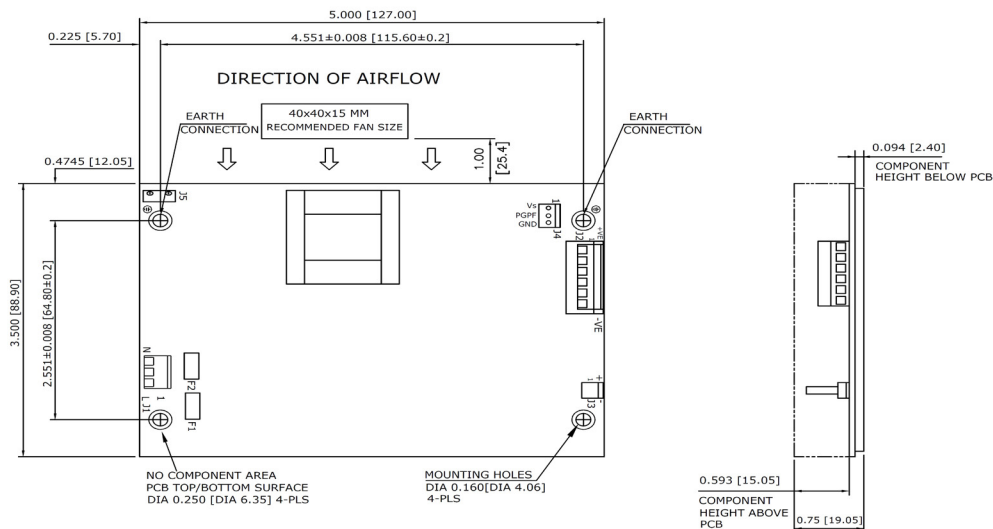 5.000 [127.00]
0.225 [5.70]
4.551±0.008 [115.60±0.2]
DIRECTION OF AIRFLOW
40x40x15 MM
RECOMMENDED FAN SIZE
EARTH
CONNECTION
EARTH
CONNECTION
1.00
[25.4]
0.4745 [12.05]
0.094 [2.40]
COMPONENT
HEIGHT BELOW PCB
J5
Vs
PGPF
GND
1
J4
J2
1
+VE
-VE
3.500 [88.90]
2.551±0.008 [64.80±0.2]
N
1
L
J1
F2
F1
+
1
-
J3
NO COMPONENT AREA
PCB TOP/BOTTOM SURFACE
DIA 0.250 [DIA 6.35] 4-PLS
MOUNTING HOLES
DIA 0.160[DIA 4.06]
4-PLS
0.593 [15.05]
COMPONENT
HEIGHT ABOVE
PCB
0.75 [19.05]